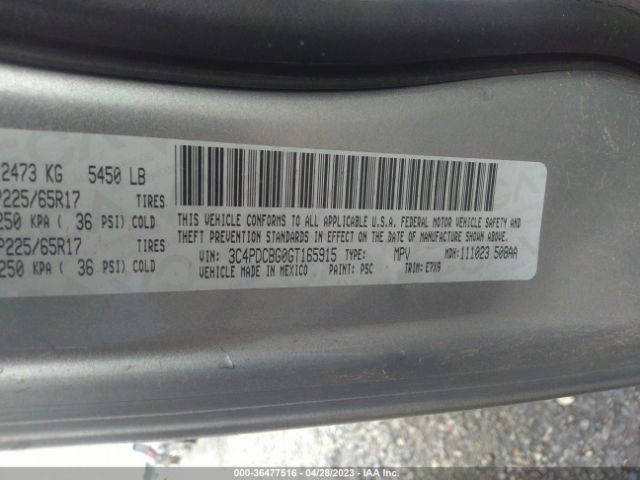 2473 KG 5450 LB
P225/65R17 TIRES
250 KPA ( 36 PSI) COLD
P225/65R17 TIRES
250 KPA ( 36 PSI) COLD
THIS VEHICLE CONFORMS TO ALL APPLICABLE U.S.A. FEDERAL MOTOR VEHICLE SAFETY AND
THEFT PREVENTION STANDARDS IN EFFECT ON THE DATE OF MANUFACTURE SHOWN ABOVE.
VIN: 3C4PDCBG0GT165915 TYPE: MPV MDH: 111023 508AA
VEHICLE MADE IN MEXICO PAINT: PSC TRIM: E7X9
000-36477516 / 04/28/2023 - IAA Inc.